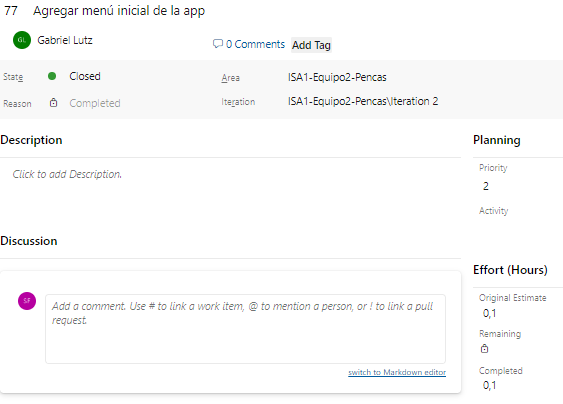 77 Agregar menú inicial de la app
GL Gabriel Lutz
0 Comments Add Tag
State Closed
Area ISA1-Equipo2-Pencas
Reason Completed
Iteration ISA1-Equipo2-Pencas\Iteration 2
Description
Click to add Description.
Planning
Priority
2
Activity
Discussion
SF
Add a comment. Use # to link a work item, @ to mention a person, or ! to link a pull
request.
switch to Markdown editor
Effort (Hours)
Original Estimate
0,1
Remaining
Completed
0,1